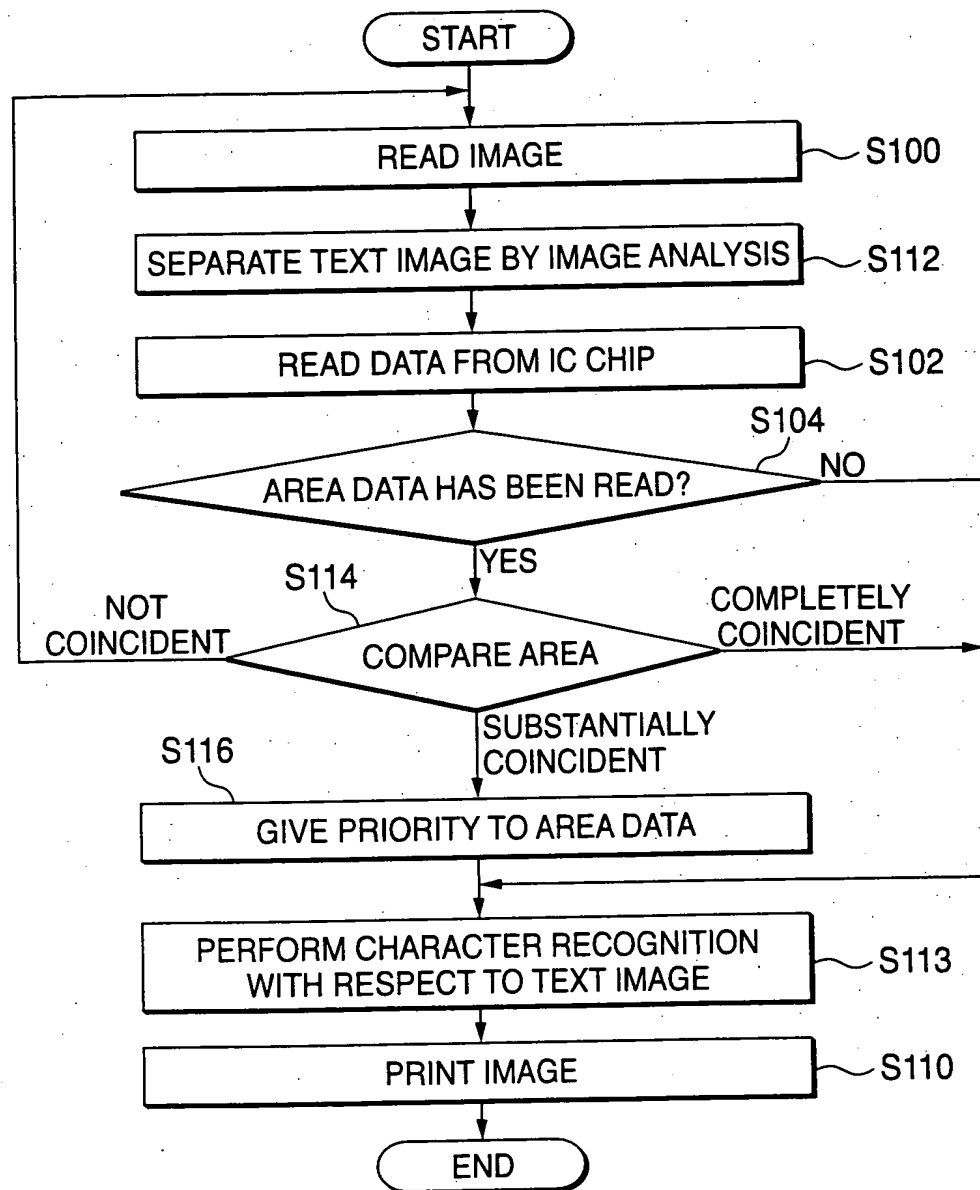 START
READ IMAGE
S100
SEPARATE TEXT IMAGE BY IMAGE ANALYSIS
S112
READ DATA FROM IC CHIP
S102
S104
AREA DATA HAS BEEN READ?
NO
YES
S114
NOT
COINCIDENT
COMPARE AREA
COMPLETELY
COINCIDENT
SUBSTANTIALLY
COINCIDENT
S116
GIVE PRIORITY TO AREA DATA
PERFORM CHARACTER RECOGNITION
WITH RESPECT TO TEXT IMAGE
S113
PRINT IMAGE
S110
END